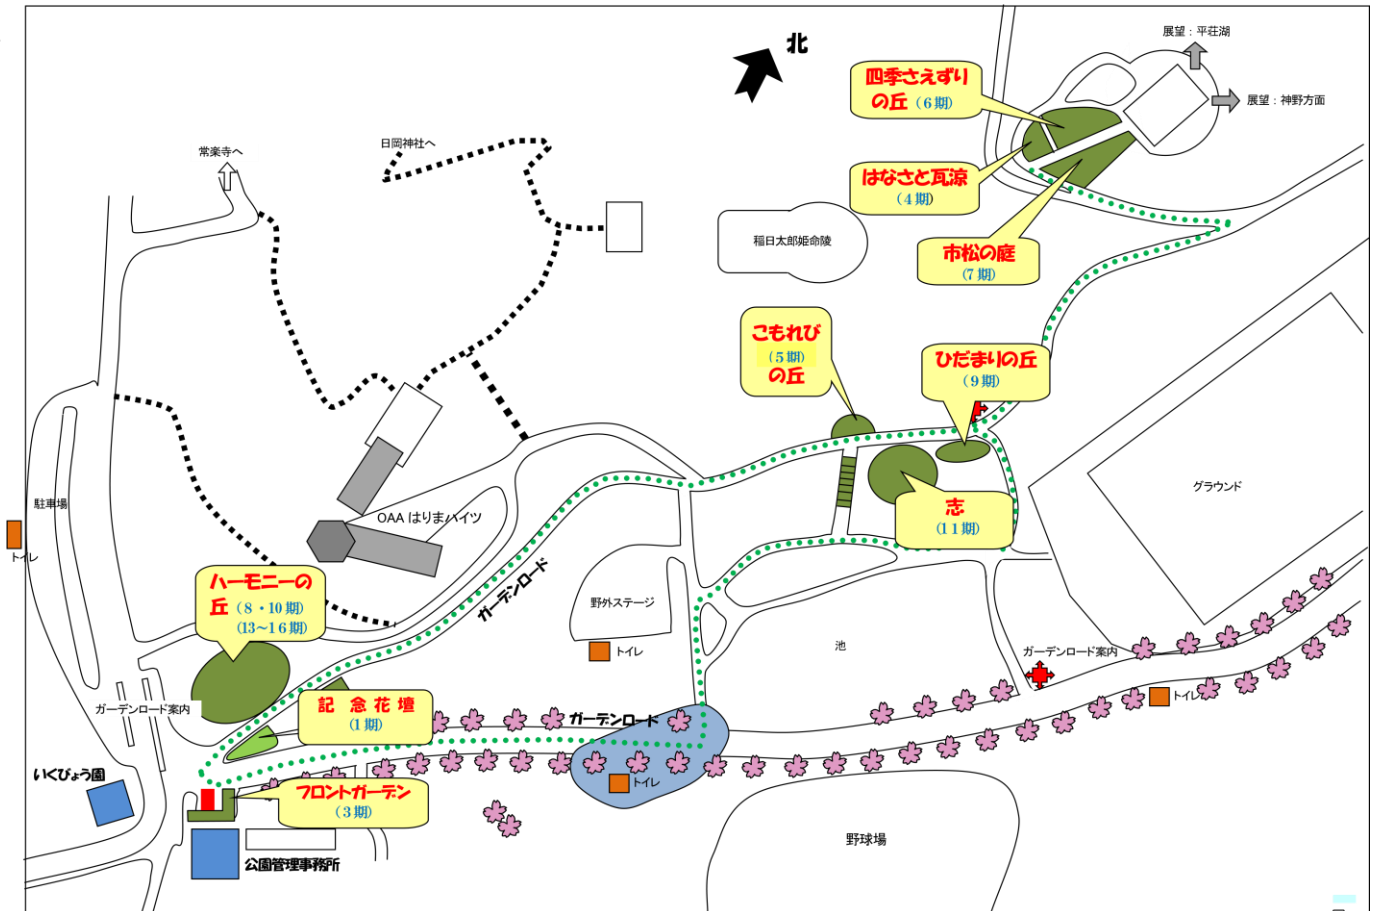 展望：平荘湖
北
四季さえずり
の丘（6期）
展望：神野方面
日岡神社へ
常楽寺へ
はなさと瓦涼
（4期）
稲日太郎姫命陵
市松の庭
（7期）
こもれび
（5期）
の丘
ひだまりの丘
（9期）
グラウンド
駐車場
志
（11期）
OAA はりまハイツ
トイレ
ハーモニーの
丘（8・10期）
（13～16期）
ガーデンロード
野外ステージ
池
トイレ
ガーデンロード案内
トイレ
ガーデンロード案内
記念花壇
（1期）
ガーデンロード
いくびょう園
トイレ
フロントガーデン
（3期）
野球場
公園管理事務所